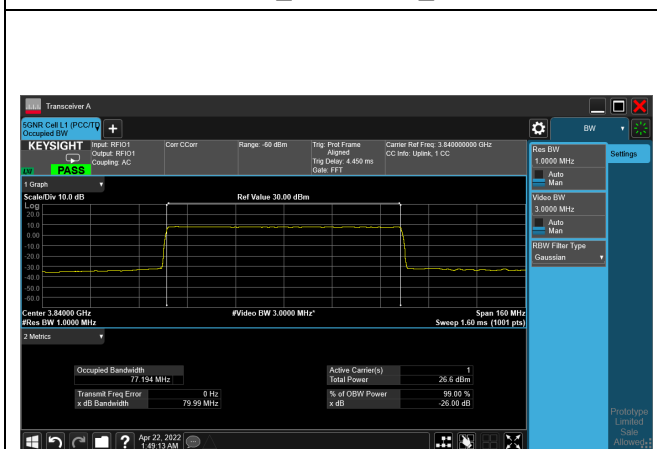 Transceiver A
5GNR Cell L1 (PCC/TD
Occupied BW
BW
KEYSIGHT
Input: RFIO1
Output: RFIO1
Coupling: AC
Corr CCorr
Range: -60 dBm
Trig: Prot Frame
Aligned
Trig Delay: 4.450 ms
Gate: FFT
Carrier Ref Freq: 3.840000000 GHz
CC Info: Uplink, 1 CC
PASS
1 Graph
Scale/Div 10.0 dB
Ref Value 30.00 dBm
Log
20.0
10.0
0.00
-10.0
-20.0
-30.0
-40.0
-50.0
-60.0
Center 3.84000 GHz
#Video BW 3.0000 MHz*
Span 160 MHz
#Res BW 1.0000 MHz
Sweep 1.60 ms (1001 pts)
2 Metrics
Occupied Bandwidth
77.194 MHz
Active Carrier(s) 1
Total Power 26.6 dBm
Transmit Freq Error 0 Hz
x dB Bandwidth 79.99 MHz
% of OBW Power 99.00 %
x dB -26.00 dB
Res BW
1.0000 MHz
Auto
Man
Video BW
3.0000 MHz
Auto
Man
RBW Filter Type
Gaussian
Settings
Prototype
Limited
Sale
Allowed
Apr 22, 2022
1:49:13 AM